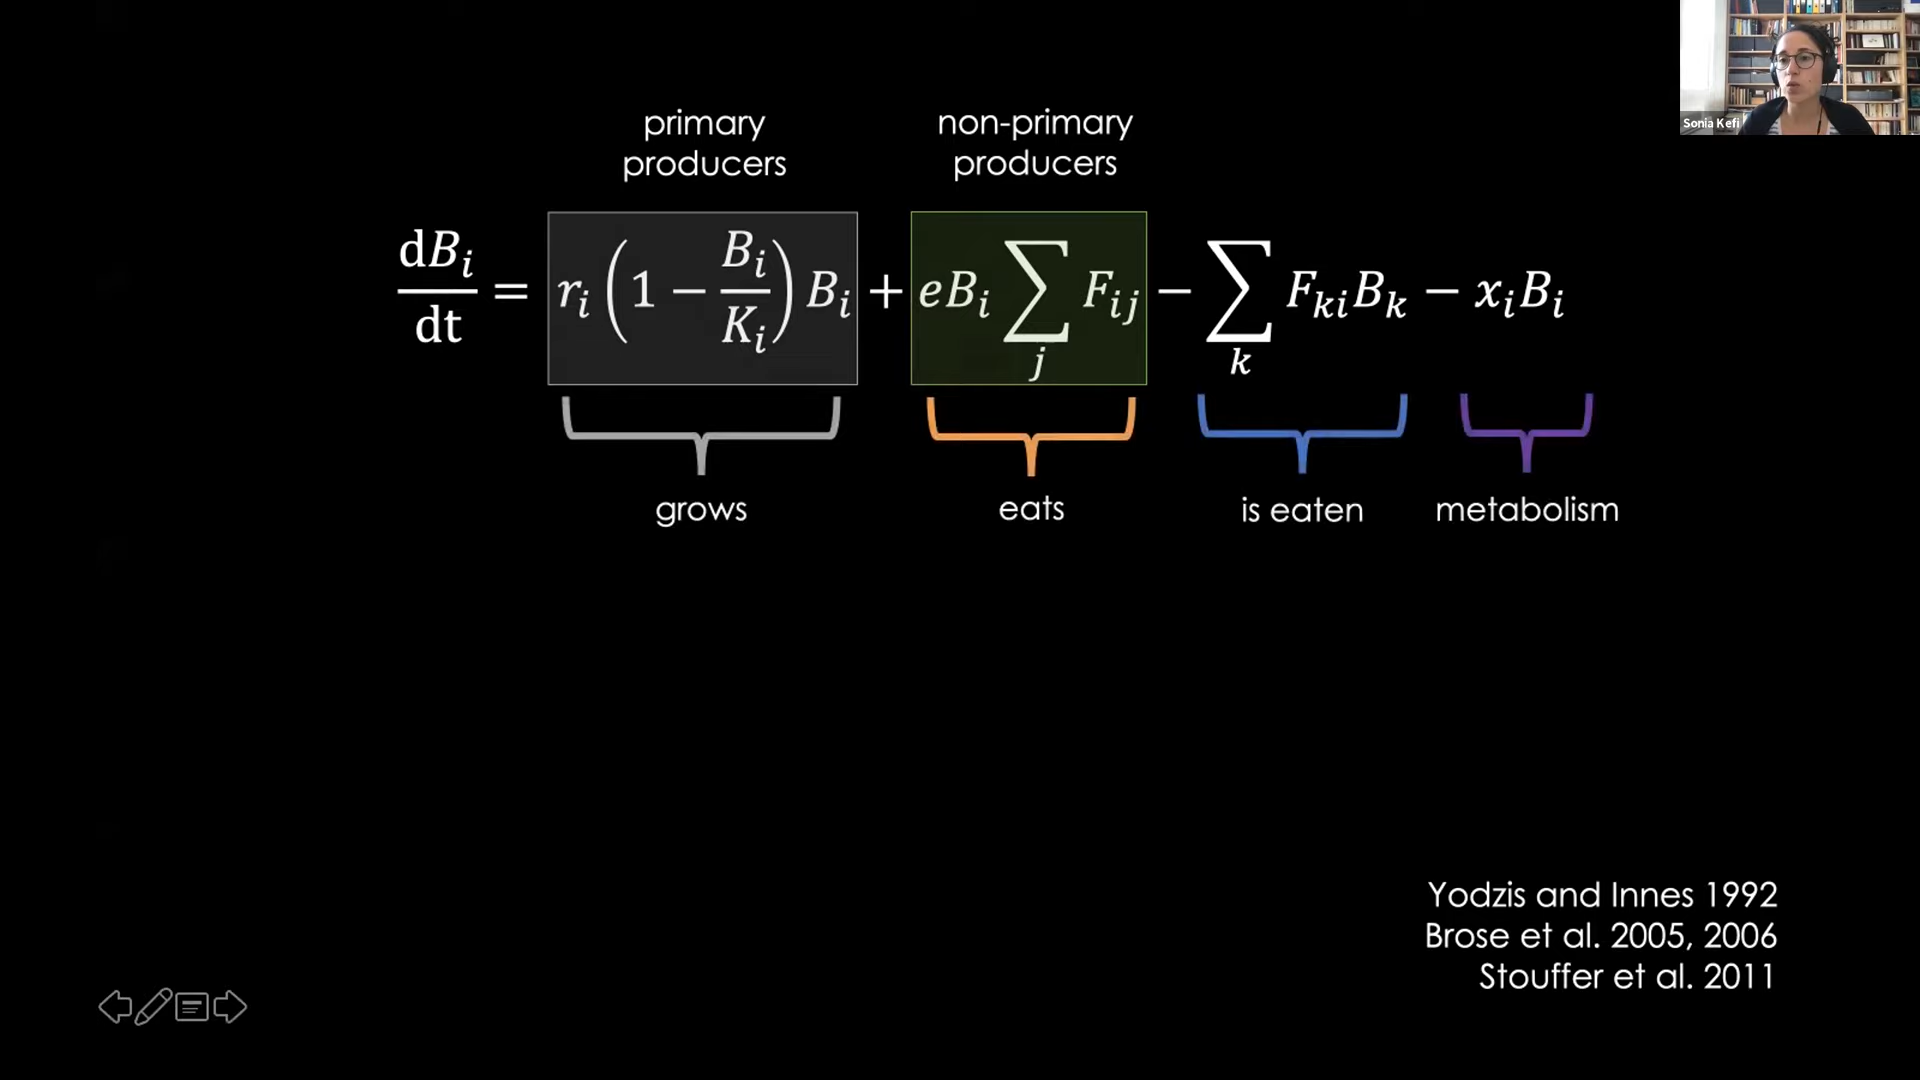 Sonia Kefi
primary
producers
non-primary
producers
dB_i/dt = r_i (1 − B_i/K_i) B_i + eB_i ∑_j F_ij − ∑_k F_ki B_k − x_i B_i
grows
eats
is eaten
metabolism
Yodzis and Innes 1992
Brose et al. 2005, 2006
Stouffer et al. 2011